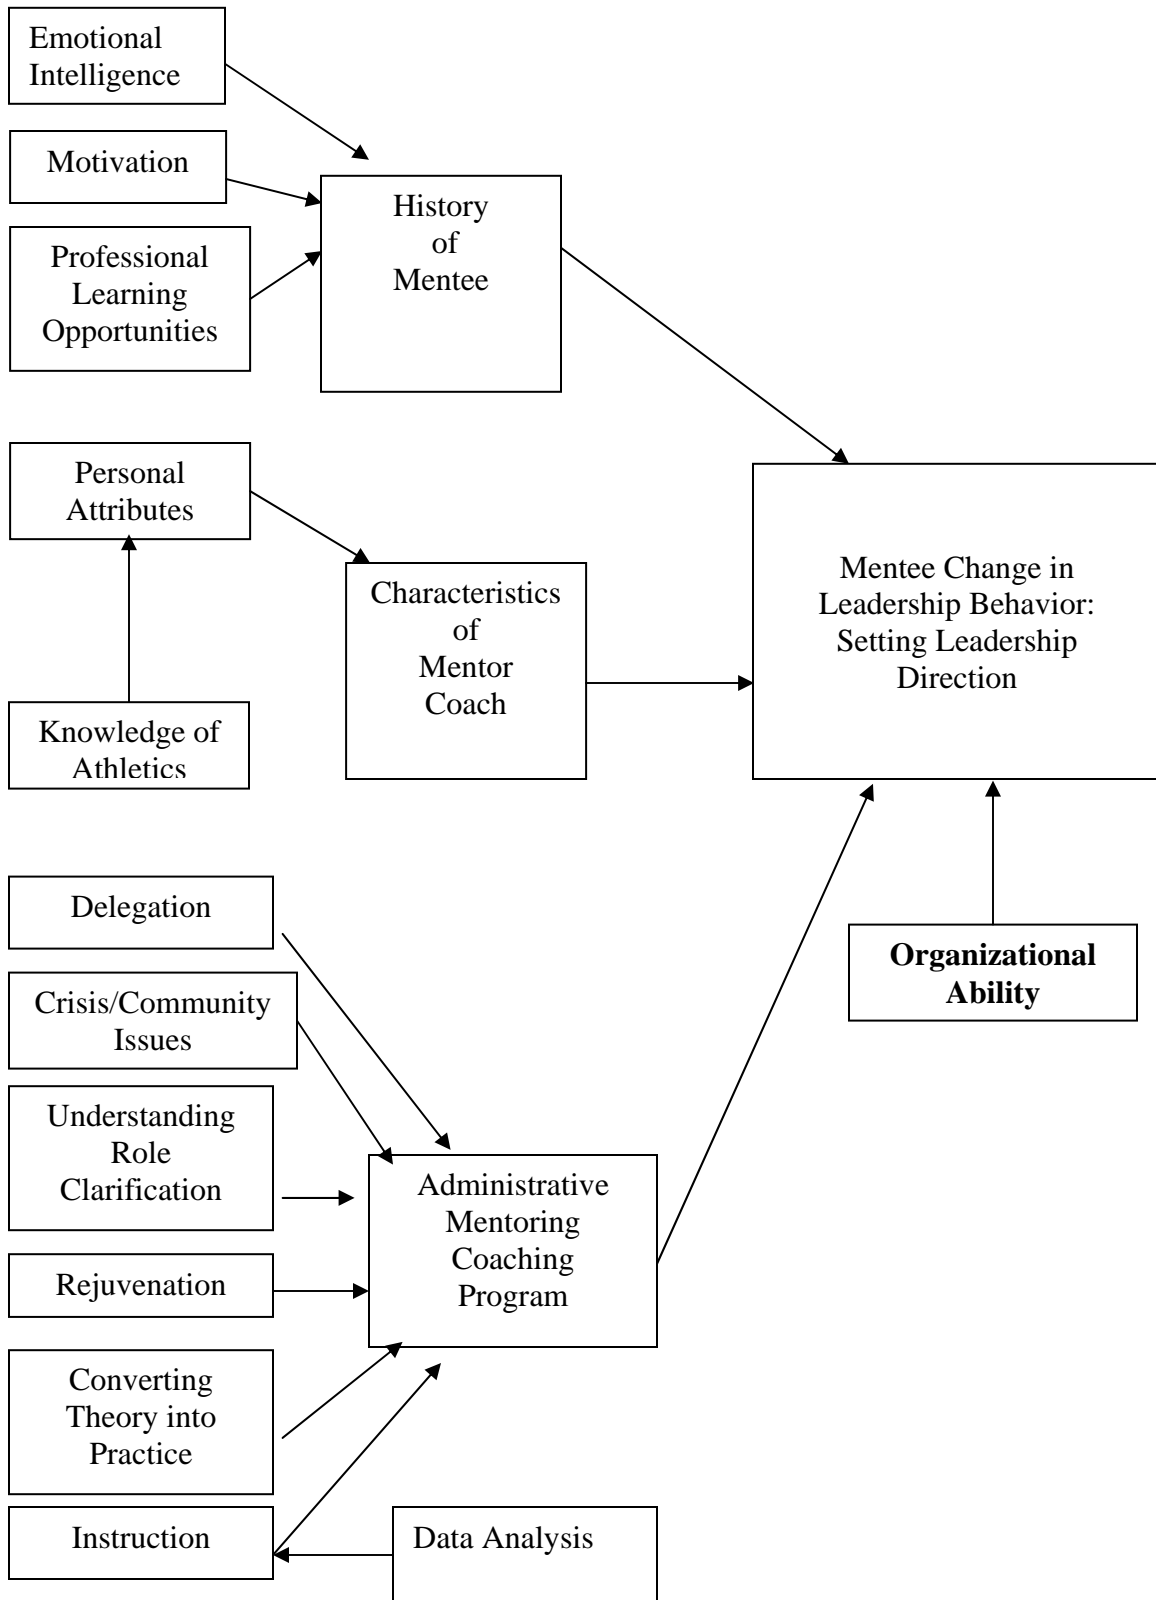 Emotional
Intelligence
Motivation
Professional
Learning
Opportunities
History
of
Mentee
Personal
Attributes
Characteristics
of
Mentor
Coach
Knowledge of
Athletics
Mentee Change in
Leadership Behavior:
Setting Leadership
Direction
Organizational
Ability
Delegation
Crisis/Community
Issues
Understanding
Role
Clarification
Rejuvenation
Converting
Theory into
Practice
Instruction
Administrative
Mentoring
Coaching
Program
Data Analysis